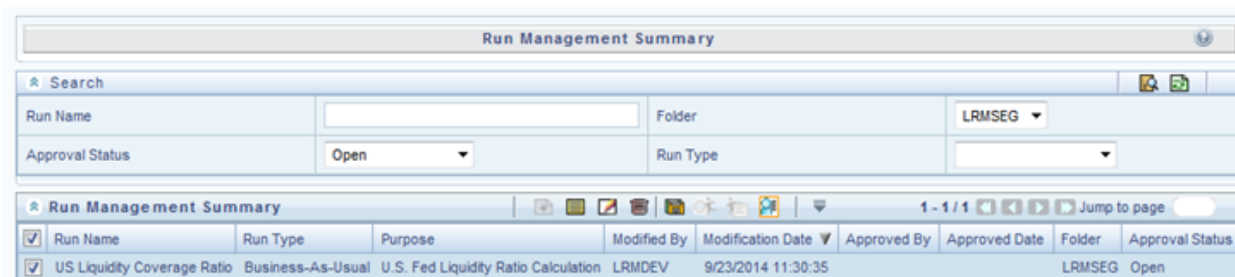 Run Management Summary
Search
Run Name Folder LRMSEG
Approval Status Open Run Type
Run Management Summary 1 - 1 / 1 Jump to page
Run Name Run Type Purpose Modified By Modification Date Approved By Approved Date Folder Approval Status
US Liquidity Coverage Ratio Business-As-Usual U.S. Fed Liquidity Ratio Calculation LRMDEV 9/23/2014 11:30:35 LRMSEG Open